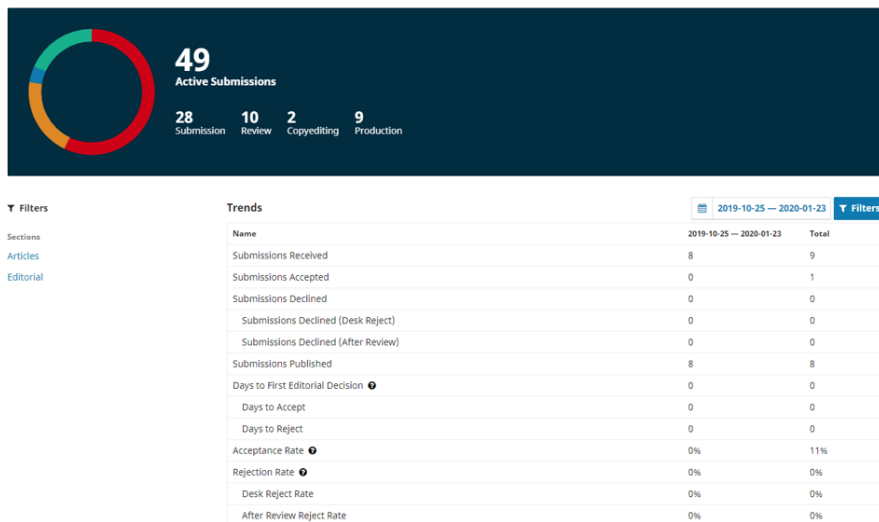 49
Active Submissions
28 10 2 9
Submission Review Copyediting Production
Filters
Trends 2019-10-25 — 2020-01-23 Filters
Sections
Articles
Editorial
Name 2019-10-25 — 2020-01-23 Total
Submissions Received 8 9
Submissions Accepted 0 1
Submissions Declined 0 0
Submissions Declined (Desk Reject) 0 0
Submissions Declined (After Review) 0 0
Submissions Published 8 8
Days to First Editorial Decision ? 0 0
Days to Accept 0 0
Days to Reject 0 0
Acceptance Rate ? 0% 11%
Rejection Rate ? 0% 0%
Desk Reject Rate 0% 0%
After Review Reject Rate 0% 0%